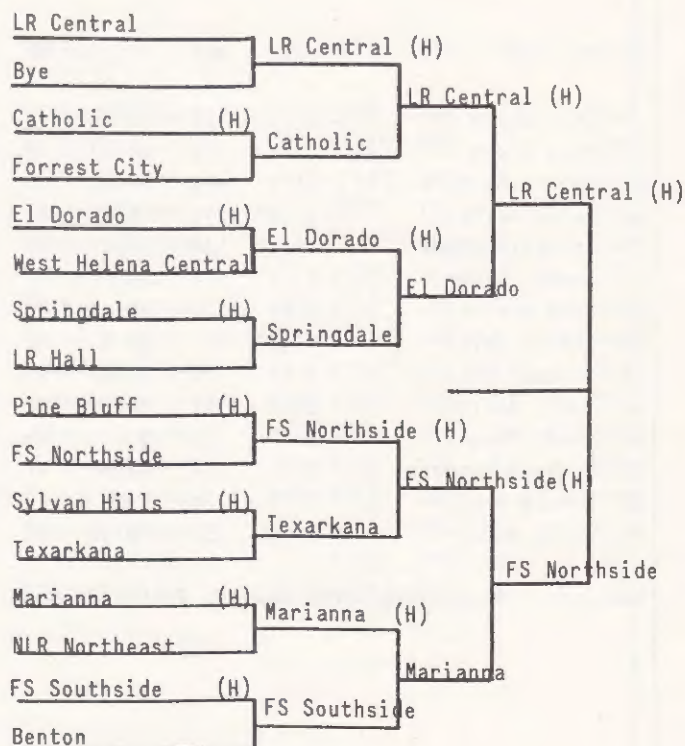 LR Central
LR Central (H)
Bye
LR Central (H)
Catholic (H)
Catholic
Forrest City
LR Central (H)
El Dorado (H)
El Dorado (H)
West Helena Central
El Dorado
Springdale (H)
Springdale
LR Hall
Pine Bluff (H)
FS Northside (H)
FS Northside
FS Northside(H
Sylvan Hills (H)
Texarkana
Texarkana
FS Northside
Marianna (H)
Marianna (H)
NLR Northeast
Marianna
FS Southside (H)
FS Southside
Benton